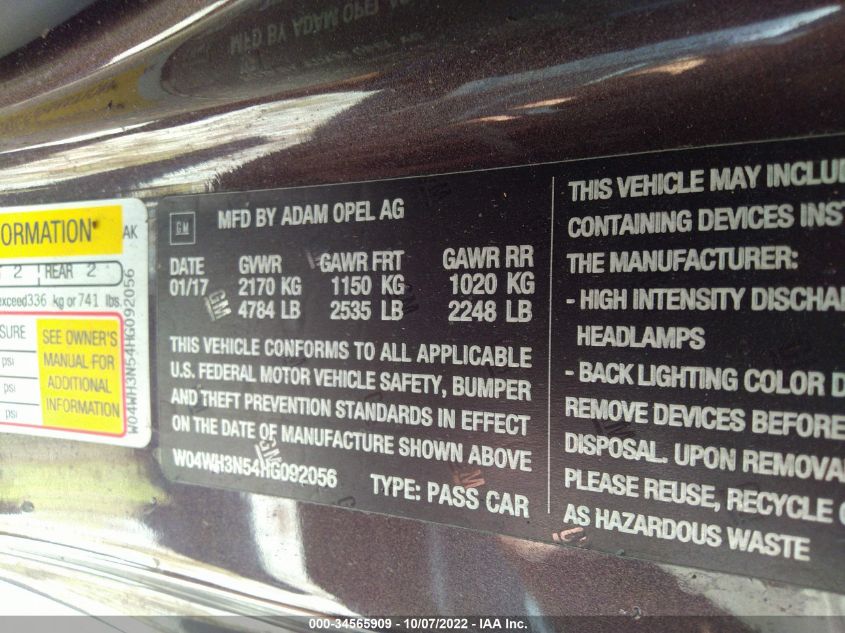 ORMATION
AK
2 REAR 2
exceed 336 kg or 741 lbs.
SURE
psi
psi
psi
SEE OWNER'S
MANUAL FOR
ADDITIONAL
INFORMATION
W04WH3N54HG092056
GM
MFD BY ADAM OPEL AG
DATE GVWR GAWR FRT GAWR RR
01/17 2170 KG 1150 KG 1020 KG
4784 LB 2535 LB 2248 LB
THIS VEHICLE CONFORMS TO ALL APPLICABLE
U.S. FEDERAL MOTOR VEHICLE SAFETY, BUMPER
AND THEFT PREVENTION STANDARDS IN EFFECT
ON THE DATE OF MANUFACTURE SHOWN ABOVE
W04WH3N54HG092056
TYPE: PASS CAR
THIS VEHICLE MAY INCLU
CONTAINING DEVICES INST
THE MANUFACTURER:
- HIGH INTENSITY DISCHA
HEADLAMPS
- BACK LIGHTING COLOR D
REMOVE DEVICES BEFORE
DISPOSAL. UPON REMOVA
PLEASE REUSE, RECYCLE
AS HAZARDOUS WASTE
000-34565909 - 10/07/2022 - IAA Inc.